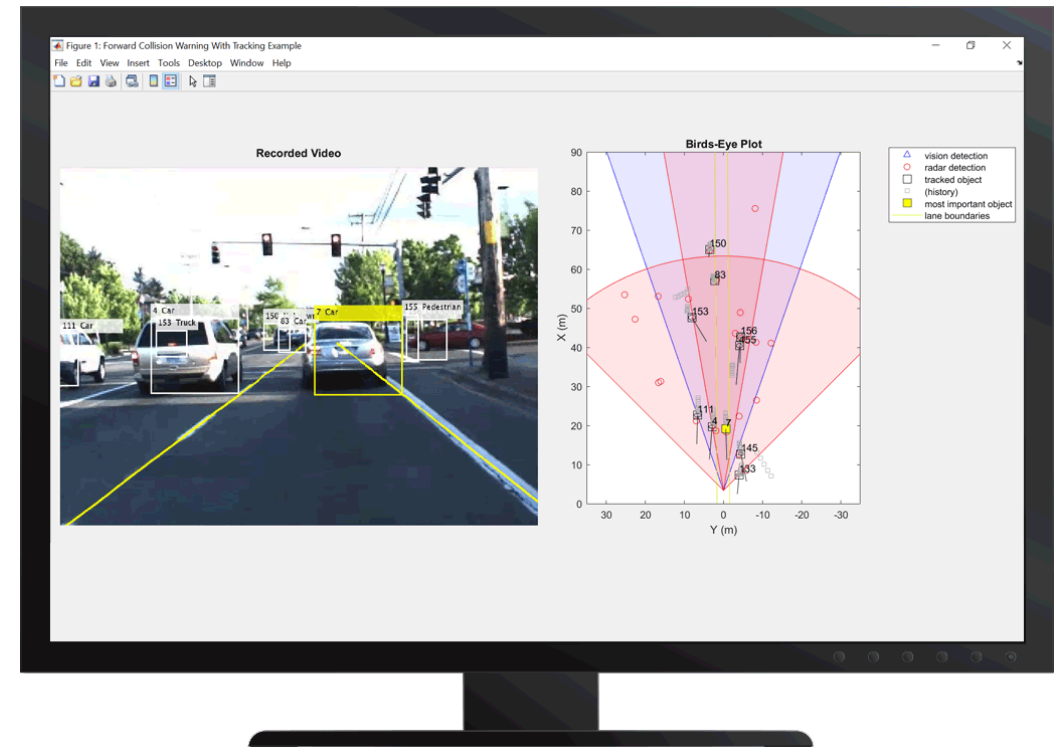 Figure 1: Forward Collision Warning With Tracking Example
File Edit View Insert Tools Desktop Window Help
Recorded Video
111 Car
4 Car
153 Truck
150
83 Car
7 Car
155 Pedestrian
Birds-Eye Plot
X (m)
90
80
70
60
50
40
30
20
10
0
150
83
153
156
155
111
4
7
145
133
30 20 10 0 -10 -20 -30
Y (m)
vision detection
radar detection
tracked object
(history)
most important object
lane boundaries